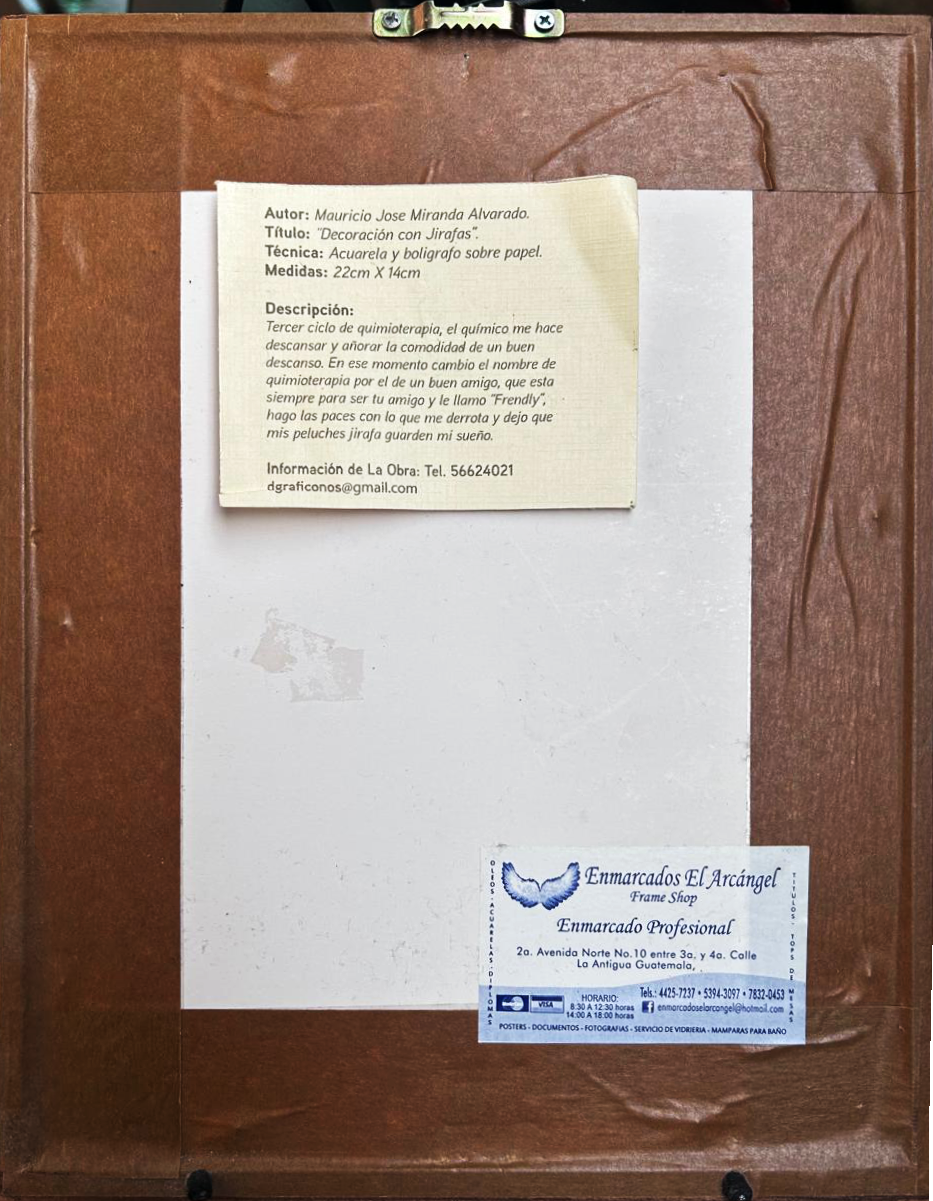 Autor: Mauricio Jose Miranda Alvarado.
Título: "Decoración con Jirafas".
Técnica: Acuarela y boligrafo sobre papel.
Medidas: 22cm X 14cm
Descripción:
Tercer ciclo de quimioterapia, el químico me hace
descansar y añorar la comodidad de un buen
descanso. En ese momento cambio el nombre de
quimioterapia por el de un buen amigo, que esta
siempre para ser tu amigo y le llamo "Frendly",
hago las paces con lo que me derrota y dejo que
mis peluches jirafa guarden mi sueño.
Información de La Obra: Tel. 56624021
dgraficonos@gmail.com
OLEOS-ACUARELAS-DIPLOMAS
Enmarcados El Arcángel
Frame Shop
Enmarcado Profesional
2a. Avenida Norte No.10 entre 3a. y 4a. Calle
La Antigua Guatemala,
VISA
HORARIO:
8:30 A 12:30 horas
14:00 A 18:00 horas
Tels.: 4425-7237 • 5394-3097 • 7832-0453
f enmarcadoselarcangel@hotmail.com
POSTERS - DOCUMENTOS - FOTOGRAFIAS - SERVICIO DE VIDRIERIA - MAMPARAS PARA BAÑO
TITULOS - TOPS DE MESAS